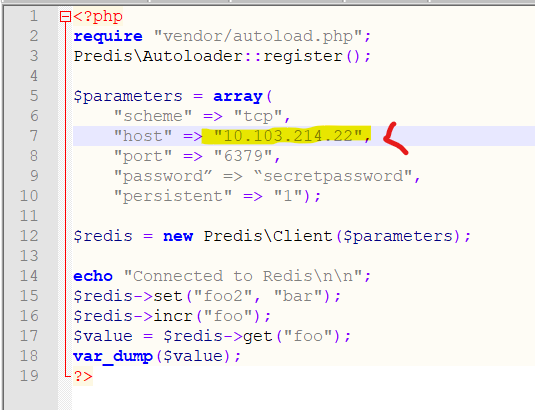 1 <?php
2 require "vendor/autoload.php";
3 Predis\Autoloader::register();
4
5 $parameters = array(
6 "scheme" => "tcp",
7 "host" => "10.103.214.22",
8 "port" => "6379",
9 "password” => “secretpassword",
10 "persistent" => "1");
11
12 $redis = new Predis\Client($parameters);
13
14 echo "Connected to Redis\n\n";
15 $redis->set("foo2", "bar");
16 $redis->incr("foo");
17 $value = $redis->get("foo");
18 var_dump($value);
19 ?>